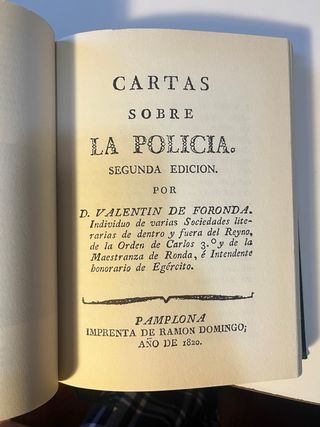 CARTAS
SOBRE
LA POLICIA.
SEGUNDA EDICION.
POR
D. VALENTIN DE FORONDA.
Individuo de varias Sociedades lite-
rarias de dentro y fuera del Reyno,
de la Orden de Carlos 3.º y de la
Maestranza de Ronda, é Intendente
honorario de Egército.
PAMPLONA
IMPRENTA DE RAMON DOMINGO;
AÑO DE 1820.